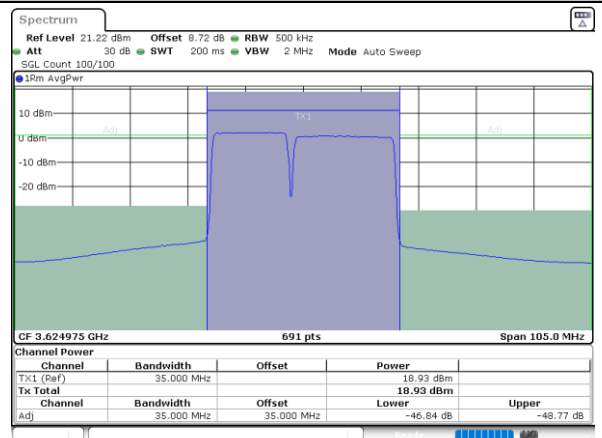 Spectrum
Ref Level 21.22 dBm Offset 8.72 dB RBW 500 kHz
Att 30 dB SWT 200 ms VBW 2 MHz Mode Auto Sweep
SGL Count 100/100
1Rm AvgPwr
10 dBm
TX1
Adj Adj
0 dBm
-10 dBm
-20 dBm
CF 3.624975 GHz 691 pts Span 105.0 MHz
Channel Power
Channel Bandwidth Offset Power
TX1 (Ref) 35.000 MHz 18.93 dBm
Tx Total 18.93 dBm
Channel Bandwidth Offset Lower Upper
Adj 35.000 MHz 35.000 MHz -46.84 dB -48.77 dB